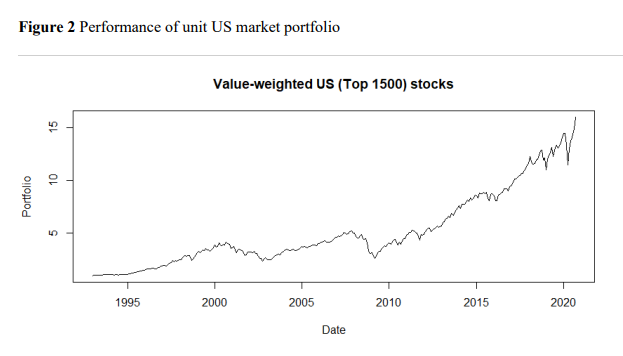 Figure 2 Performance of unit US market portfolio
Value-weighted US (Top 1500) stocks
15
10
5
Portfolio
1995 2000 2005 2010 2015 2020
Date